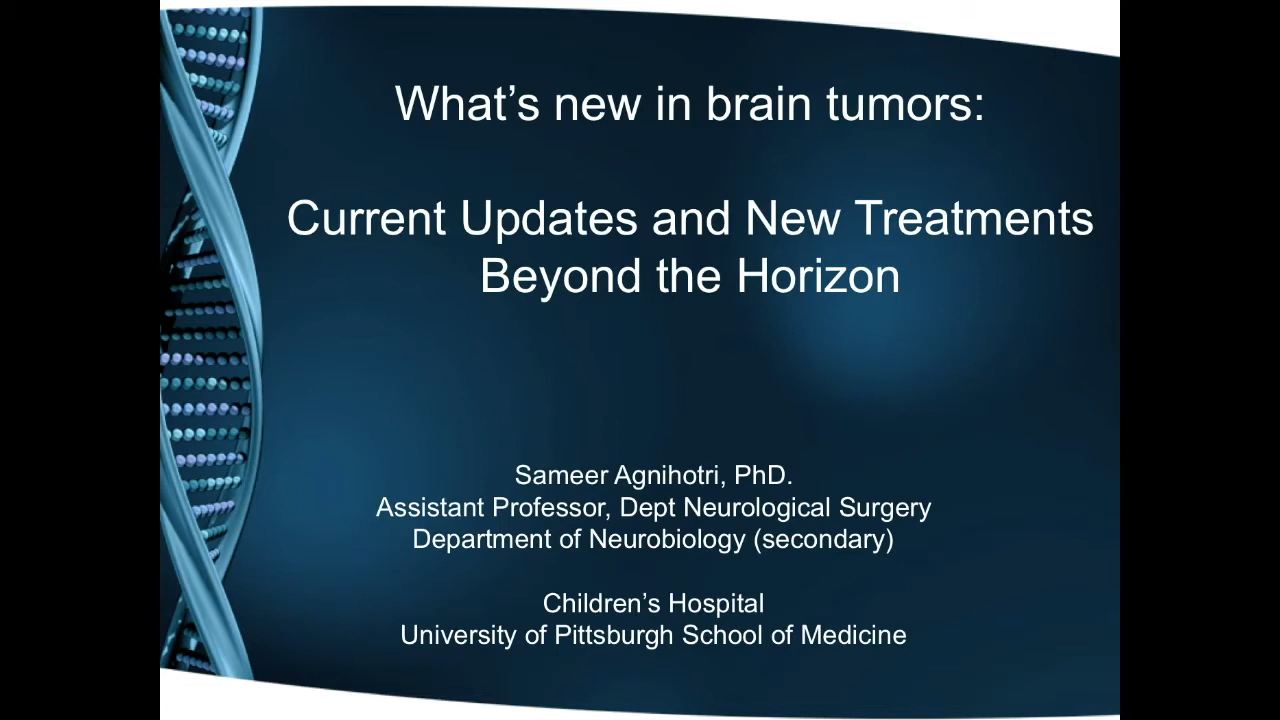 What’s new in brain tumors:
Current Updates and New Treatments
Beyond the Horizon
Sameer Agnihotri, PhD.
Assistant Professor, Dept Neurological Surgery
Department of Neurobiology (secondary)
Children’s Hospital
University of Pittsburgh School of Medicine